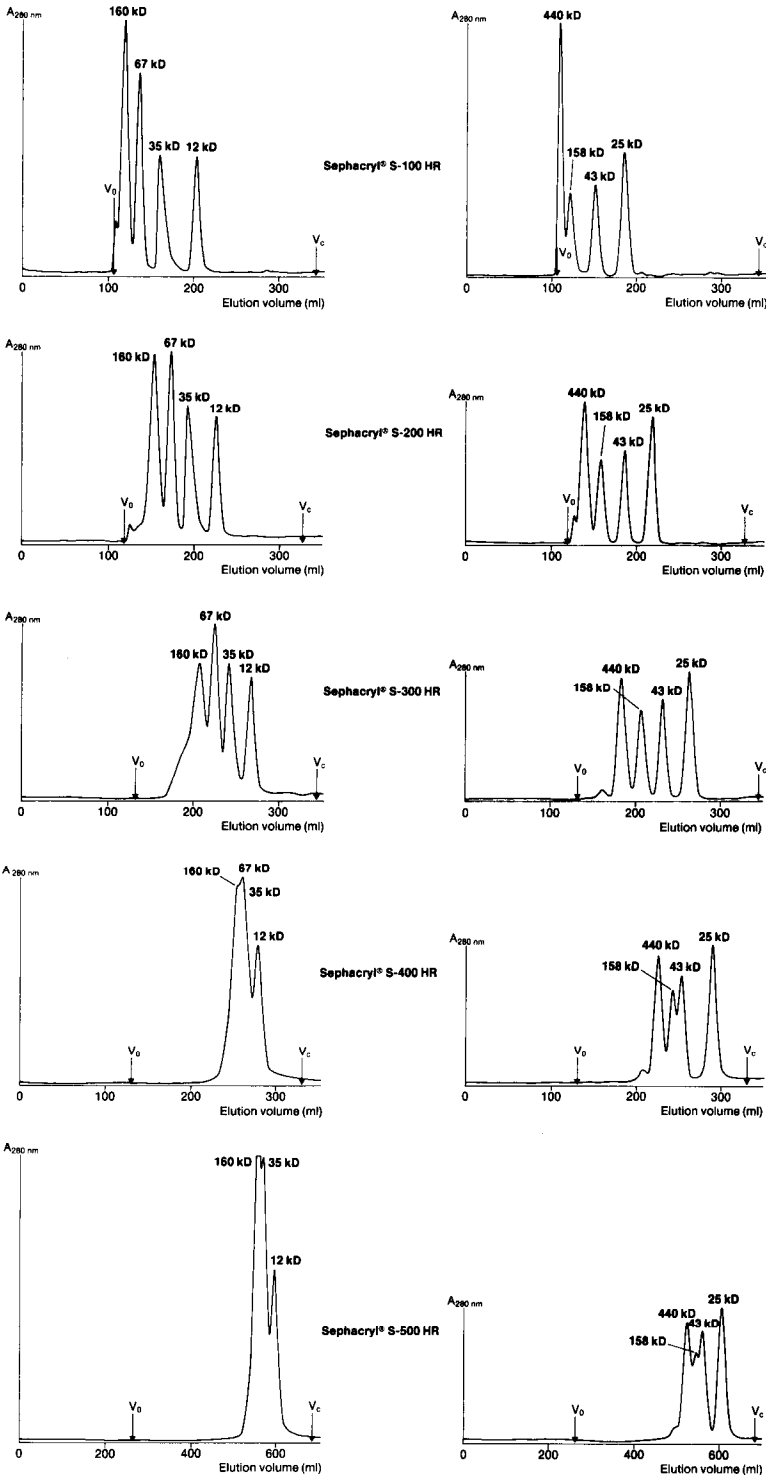 A280 nm
160 kD
67 kD
35 kD 12 kD
V0
Vc
0 100 200 300
Elution volume (ml)
Sephacryl® S-100 HR
A280 nm
440 kD
158 kD
25 kD
43 kD
V0
Vc
0 100 200 300
Elution volume (ml)
A280 nm
67 kD
160 kD
35 kD
12 kD
V0
Vc
0 100 200 300
Elution volume (ml)
Sephacryl® S-200 HR
A280 nm
440 kD
158 kD
25 kD
43 kD
V0
Vc
0 100 200 300
Elution volume (ml)
A280 nm
67 kD
160 kD 35 kD
12 kD
V0
Vc
0 100 200 300
Elution volume (ml)
Sephacryl® S-300 HR
A280 nm
440 kD
25 kD
158 kD
43 kD
V0
Vc
0 100 200 300
Elution volume (ml)
A280 nm
160 kD 67 kD
35 kD
12 kD
V0
Vc
0 100 200 300
Elution volume (ml)
Sephacryl® S-400 HR
A280 nm
440 kD
25 kD
158 kD 43 kD
V0
Vc
0 100 200 300
Elution volume (ml)
A280 nm
160 kD 35 kD
12 kD
V0
Vc
0 200 400 600
Elution volume (ml)
Sephacryl® S-500 HR
A280 nm
25 kD
440 kD
43 kD
158 kD
V0
Vc
0 200 400 600
Elution volume (ml)